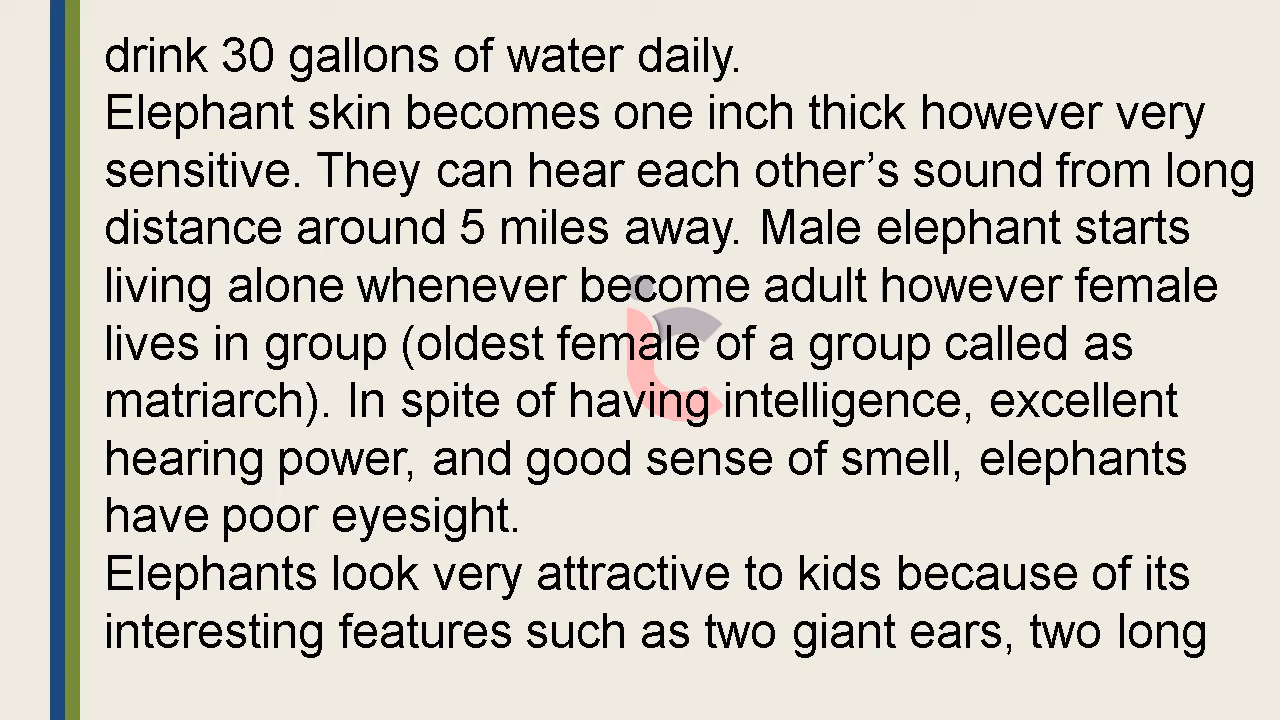 drink 30 gallons of water daily.
Elephant skin becomes one inch thick however very
sensitive. They can hear each other’s sound from long
distance around 5 miles away. Male elephant starts
living alone whenever become adult however female
lives in group (oldest female of a group called as
matriarch). In spite of having intelligence, excellent
hearing power, and good sense of smell, elephants
have poor eyesight.
Elephants look very attractive to kids because of its
interesting features such as two giant ears, two long